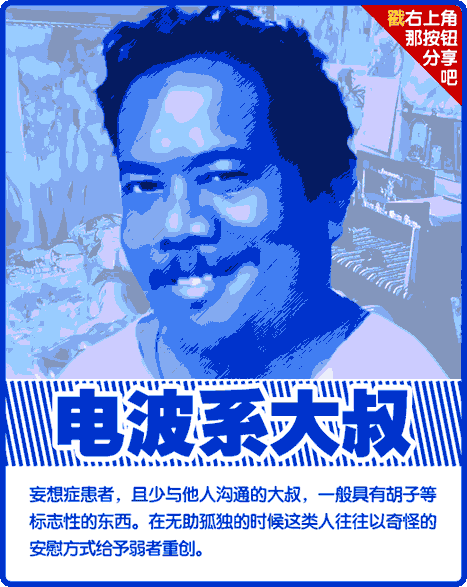 戳右上角
那按钮
分享
吧
电波系大叔
妄想症患者，且少与他人沟通的大叔，一般具有胡子等
标志性的东西。在无助孤独的时候这类人往往以奇怪的
安慰方式给予弱者重创。